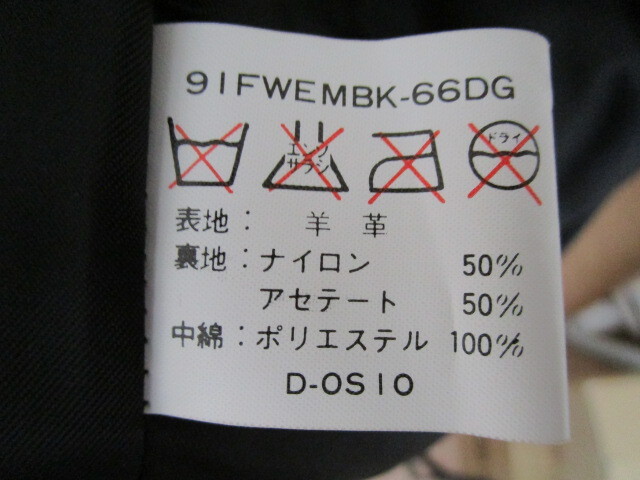 91FWEMBK-66DG
エンソ
サラシ
ドライ
表地： 羊革
裏地：ナイロン 50%
アセテート 50%
中綿：ポリエステル 100%
D-OS10